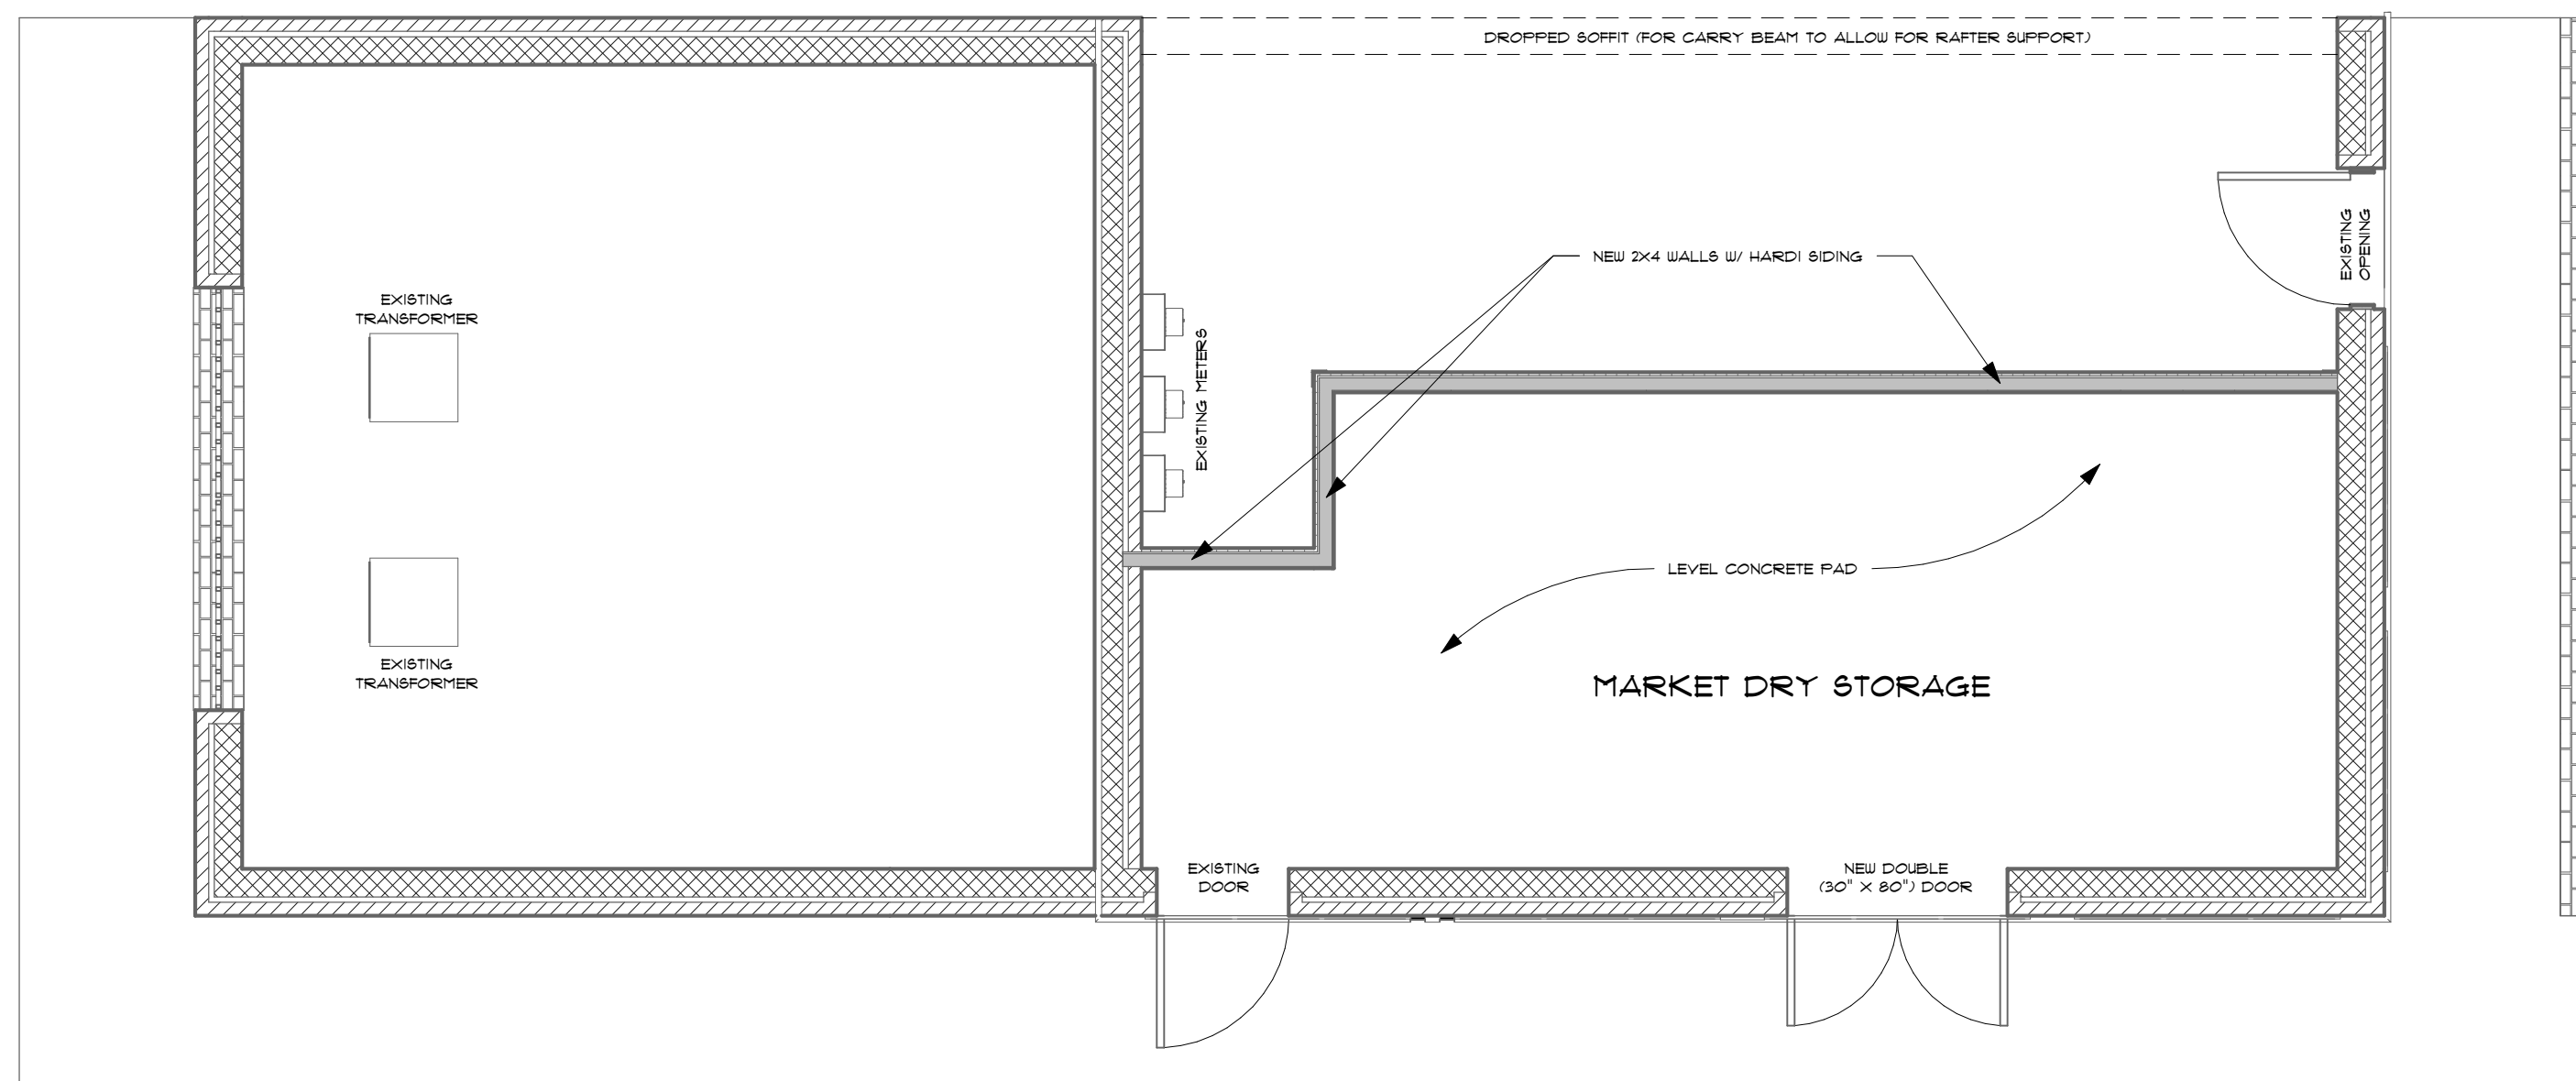 DROPPED SOFFIT (FOR CARRY BEAM TO ALLOW FOR RAFTER SUPPORT)
EXISTING
OPENING
NEW 2X4 WALLS W/ HARDI SIDING
EXISTING
TRANSFORMER
EXISTING METERS
LEVEL CONCRETE PAD
EXISTING
TRANSFORMER
MARKET DRY STORAGE
EXISTING
DOOR
NEW DOUBLE
(30" X 80") DOOR